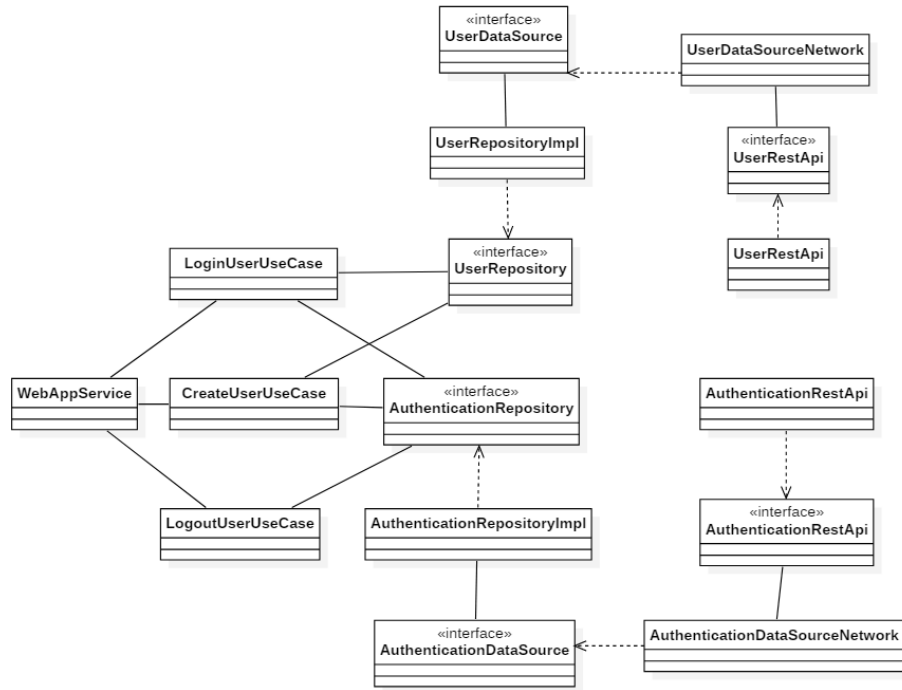 «interface»
UserDataSource
UserDataSourceNetwork
UserRepositoryImpl
«interface»
UserRestApi
LoginUserUseCase
«interface»
UserRepository
UserRestApi
WebAppService
CreateUserUseCase
«interface»
AuthenticationRepository
AuthenticationRestApi
LogoutUserUseCase
AuthenticationRepositoryImpl
«interface»
AuthenticationRestApi
«interface»
AuthenticationDataSource
AuthenticationDataSourceNetwork